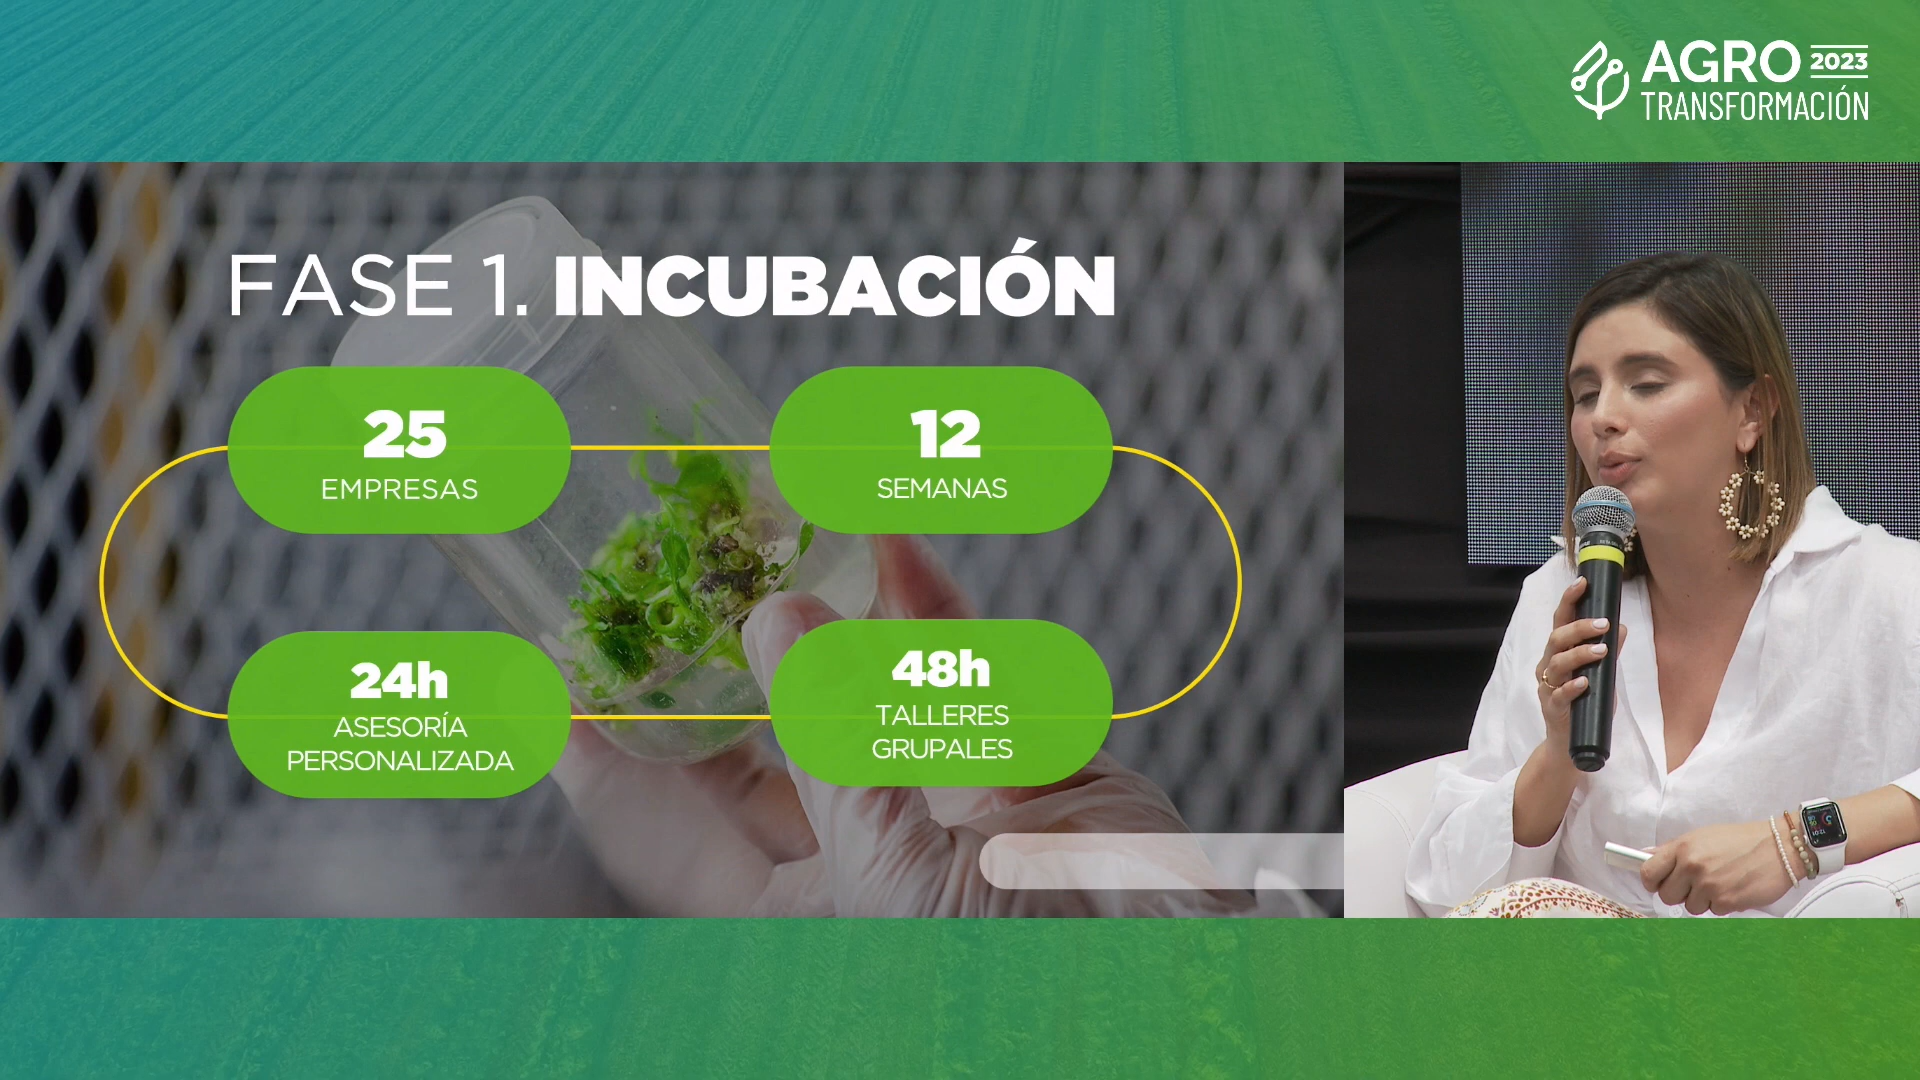 AGRO 2023
TRANSFORMACIÓN
FASE 1. INCUBACIÓN
25
EMPRESAS
12
SEMANAS
24h
ASESORÍA
PERSONALIZADA
48h
TALLERES
GRUPALES